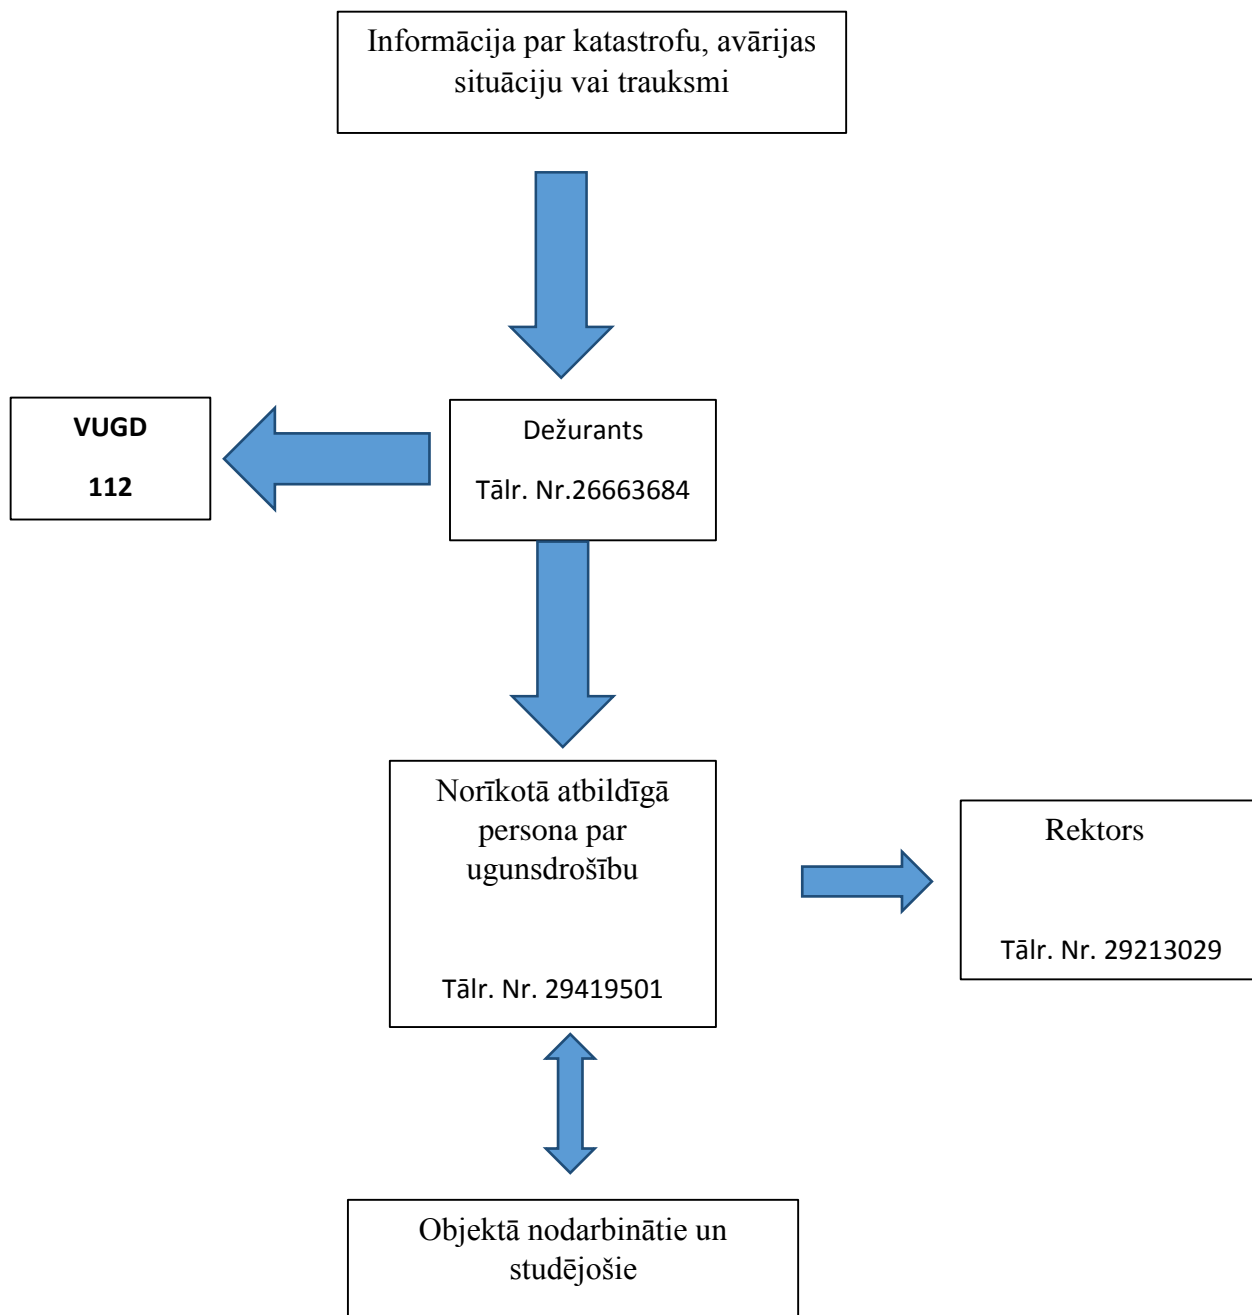 Informācija par katastrofu, avārijas
situāciju vai trauksmi
VUGD
112
Dežurants
Tālr. Nr.26663684
Norīkotā atbildīgā
persona par
ugunsdrošību
Tālr. Nr. 29419501
Rektors
Tālr. Nr. 29213029
Objektā nodarbinātie un
studējošie